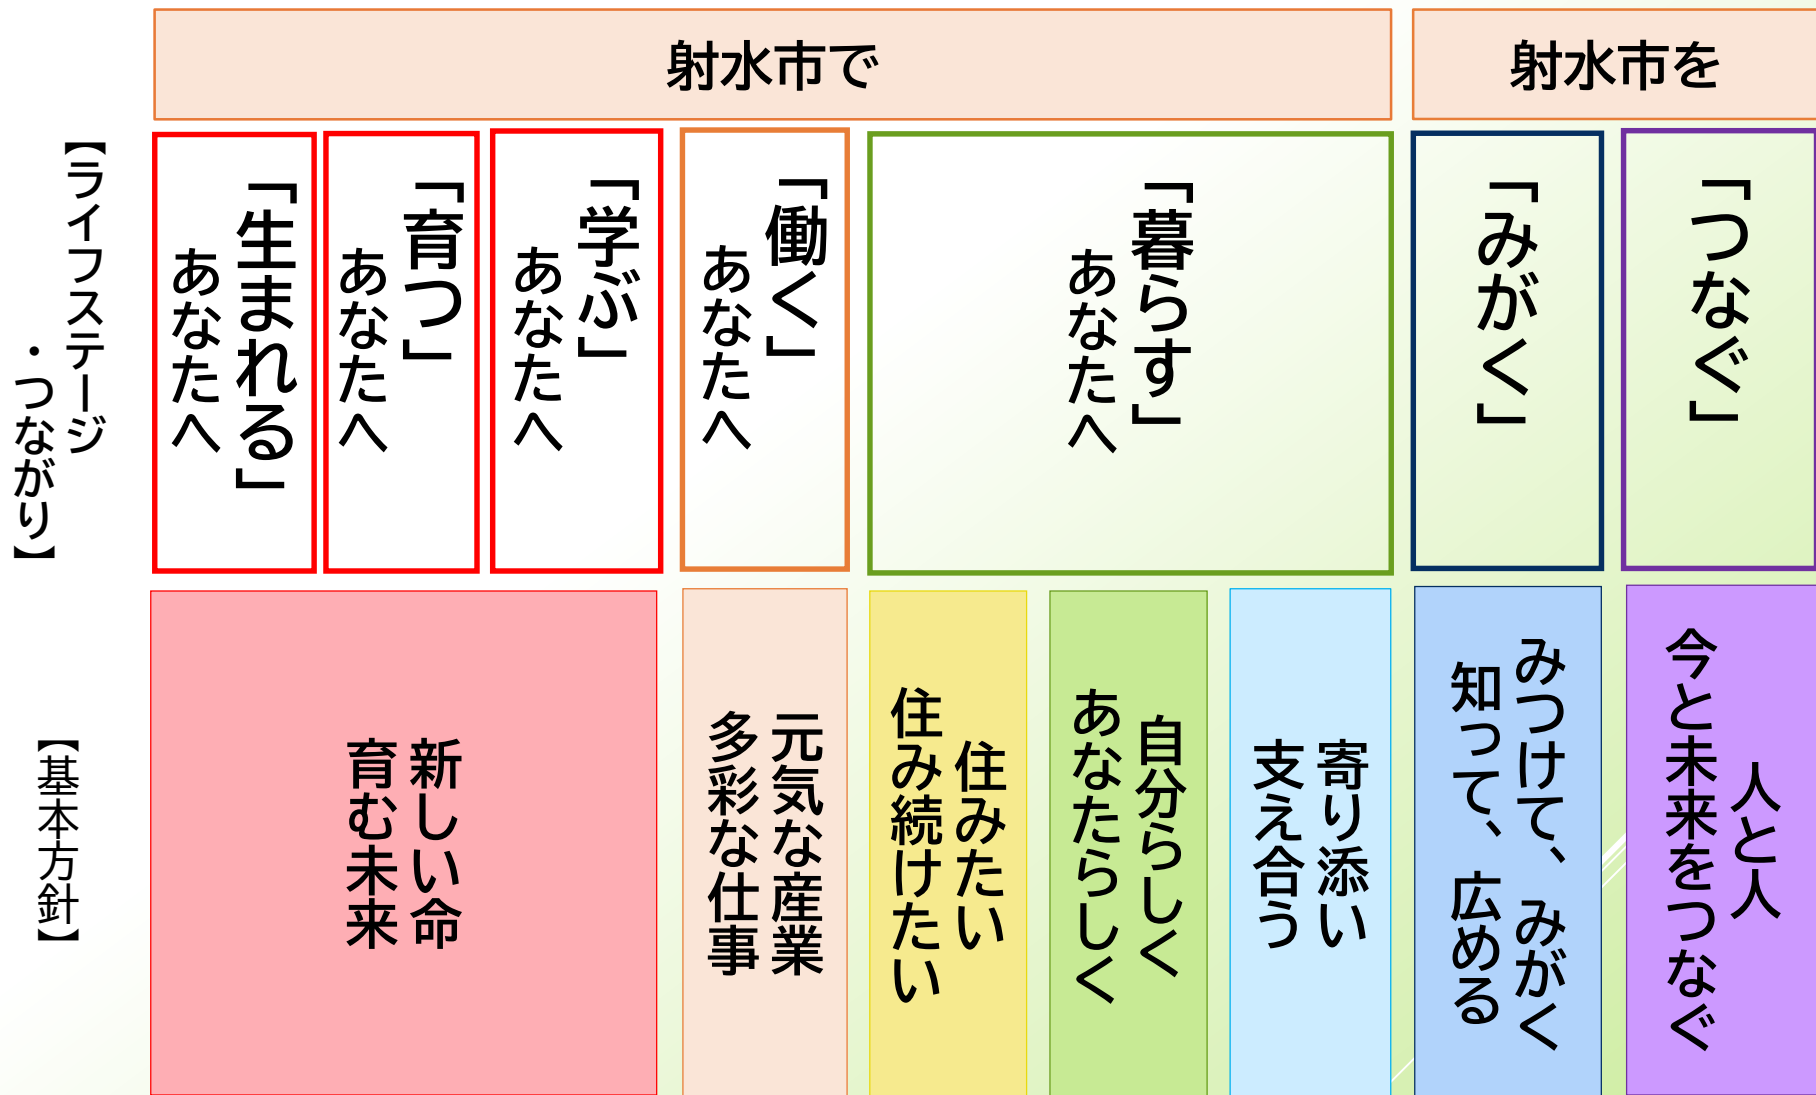 射水市で
射水市を
【ライフステージ
・つながり】
「生まれる」
あなたへ
「育つ」
あなたへ
「学ぶ」
あなたへ
「働く」
あなたへ
「暮らす」
あなたへ
「みがく」
「つなぐ」
【基本方針】
新しい命
育む未来
元気な産業
多彩な仕事
住みたい
住み続けたい
自分らしく
あなたらしく
寄り添い
支え合う
みつけて、みがく
知って、広める
人と人
今と未来をつなぐ